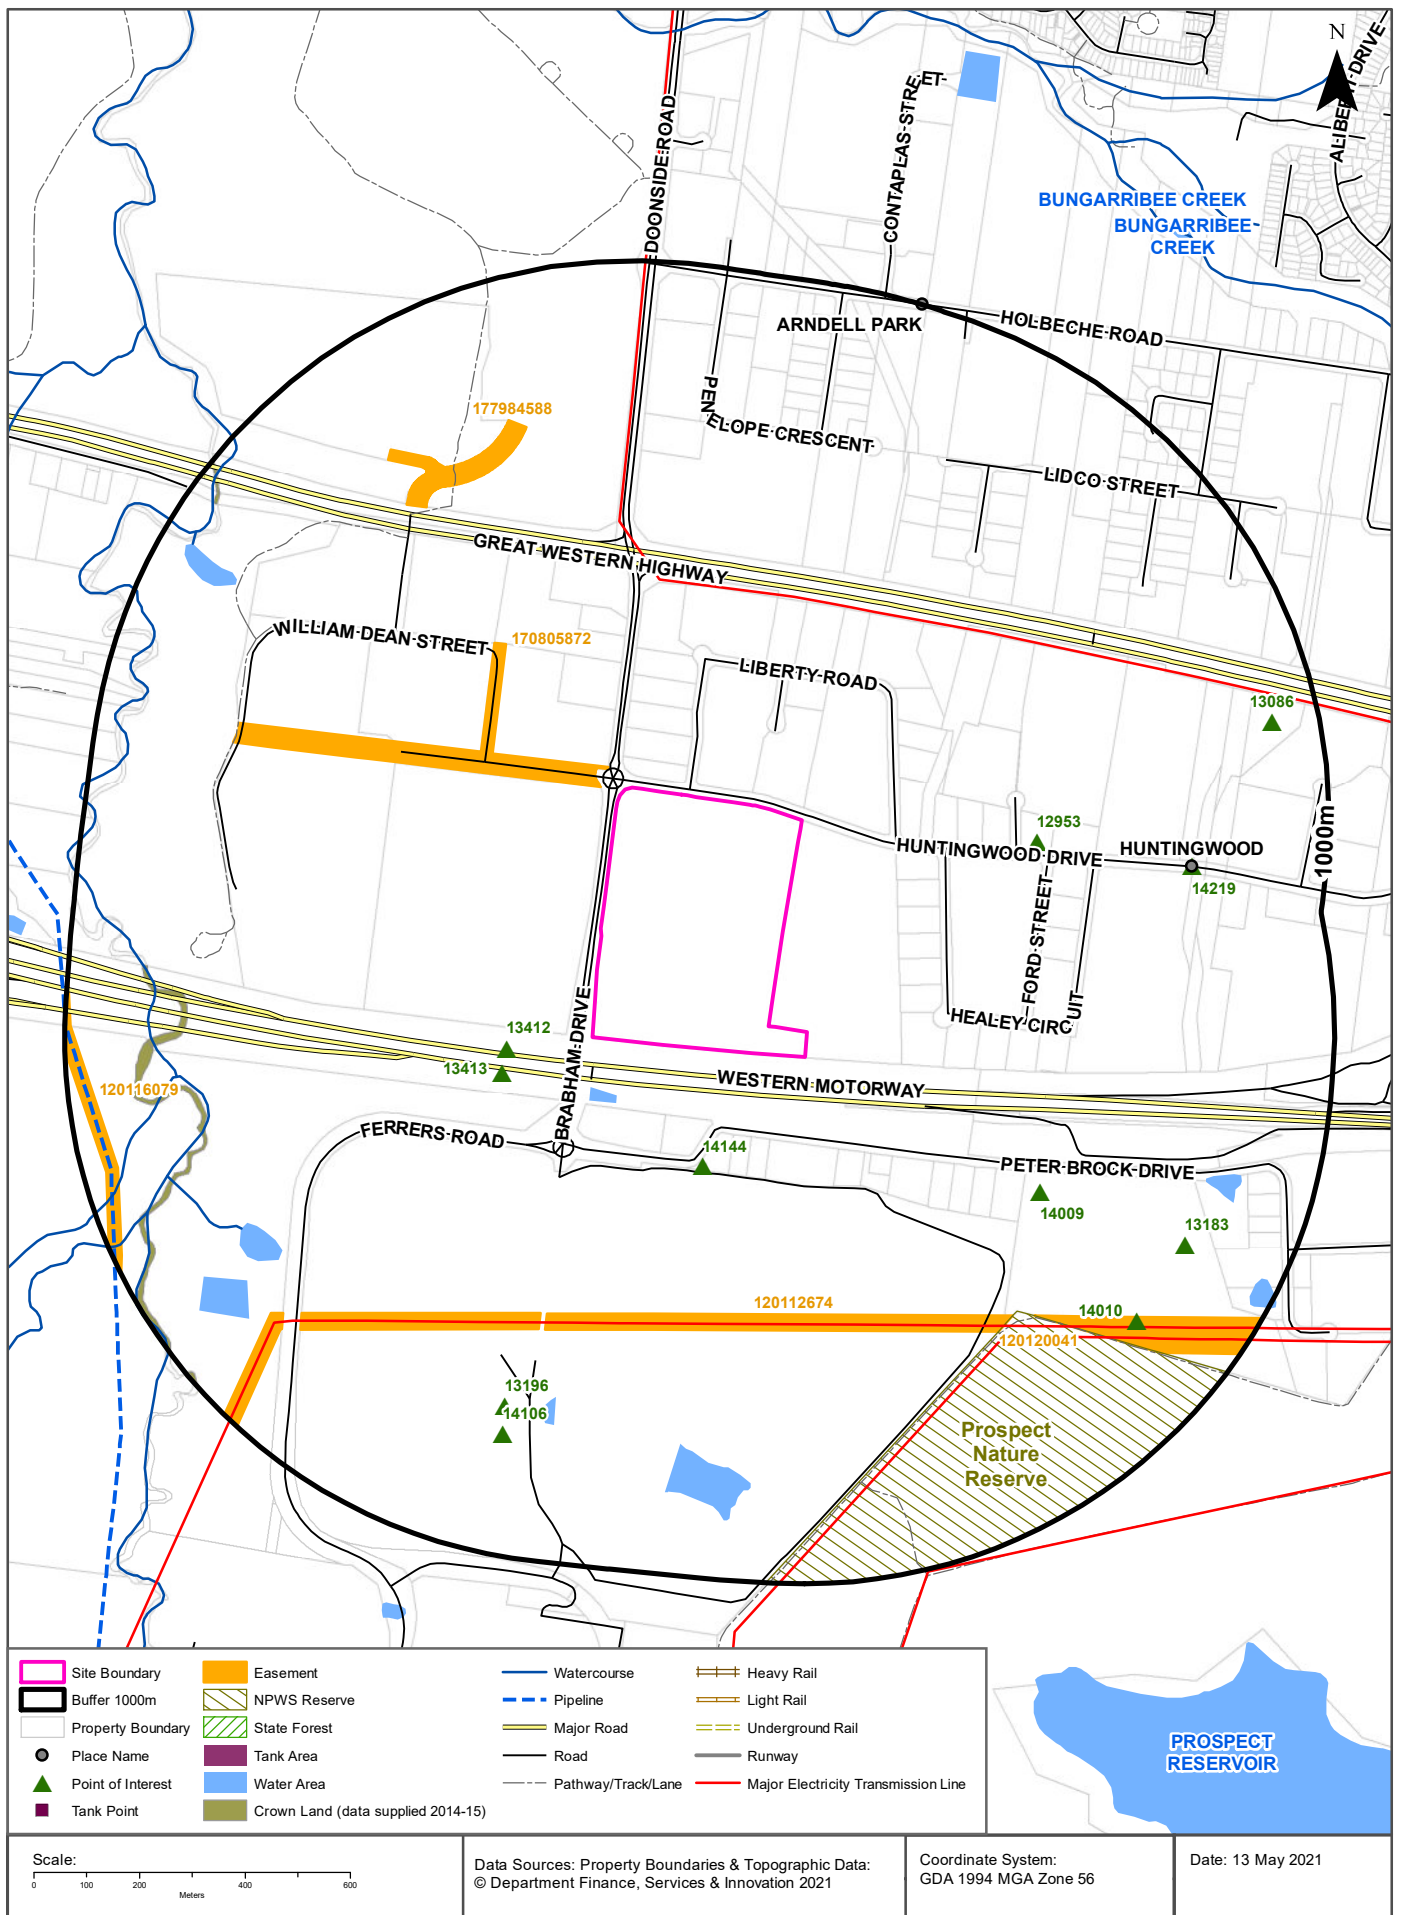 N
ALIBERTI DRIVE
CONTAPLAS STREET
DOONSIDE ROAD
BUNGARRIBEE CREEK
BUNGARRIBEE
CREEK
ARNDELL PARK
HOLBECHE ROAD
PENELOPE CRESCENT
177984588
LIDCO STREET
GREAT WESTERN HIGHWAY
WILLIAM DEAN STREET
170805872
LIBERTY ROAD
13086
12953
HUNTINGWOOD DRIVE
HUNTINGWOOD
14219
1000m
FORD STREET
HEALEY CIRCUIT
13412
13413
BRABHAM DRIVE
WESTERN MOTORWAY
120116079
FERRERS ROAD
14144
PETER BROCK DRIVE
14009
13183
120112674
14010
120120041
13196
14106
Prospect
Nature
Reserve
PROSPECT
RESERVOIR
Site Boundary
Buffer 1000m
Property Boundary
Place Name
Point of Interest
Tank Point
Easement
NPWS Reserve
State Forest
Tank Area
Water Area
Crown Land (data supplied 2014-15)
Watercourse
Pipeline
Major Road
Road
Pathway/Track/Lane
Heavy Rail
Light Rail
Underground Rail
Runway
Major Electricity Transmission Line
Scale:
0 100 200 400 600
Meters
Data Sources: Property Boundaries & Topographic Data:
© Department Finance, Services & Innovation 2021
Coordinate System:
GDA 1994 MGA Zone 56
Date: 13 May 2021